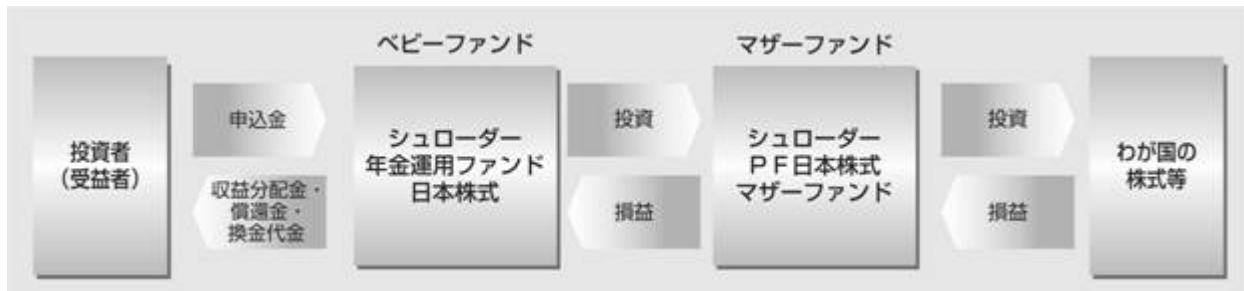 ベビーファンド
マザーファンド
投資者
(受益者)
申込金
収益分配金・
償還金・
換金代金
シュローダー
年金運用ファンド
日本株式
投資
損益
シュローダー
PF日本株式
マザーファンド
投資
損益
わが国の
株式等